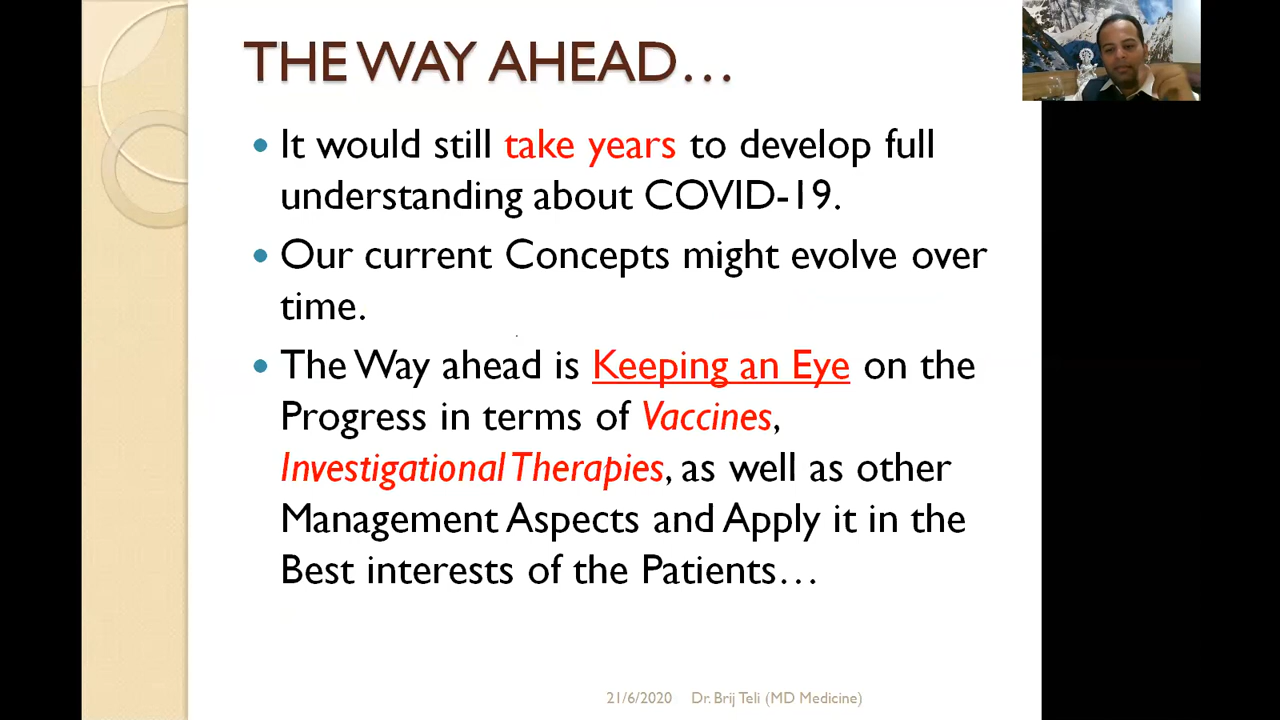 THE WAY AHEAD...
• It would still take years to develop full
understanding about COVID-19.
• Our current Concepts might evolve over
time.
• The Way ahead is Keeping an Eye on the
Progress in terms of Vaccines,
Investigational Therapies, as well as other
Management Aspects and Apply it in the
Best interests of the Patients...
21/6/2020 Dr. Brij Teli (MD Medicine)